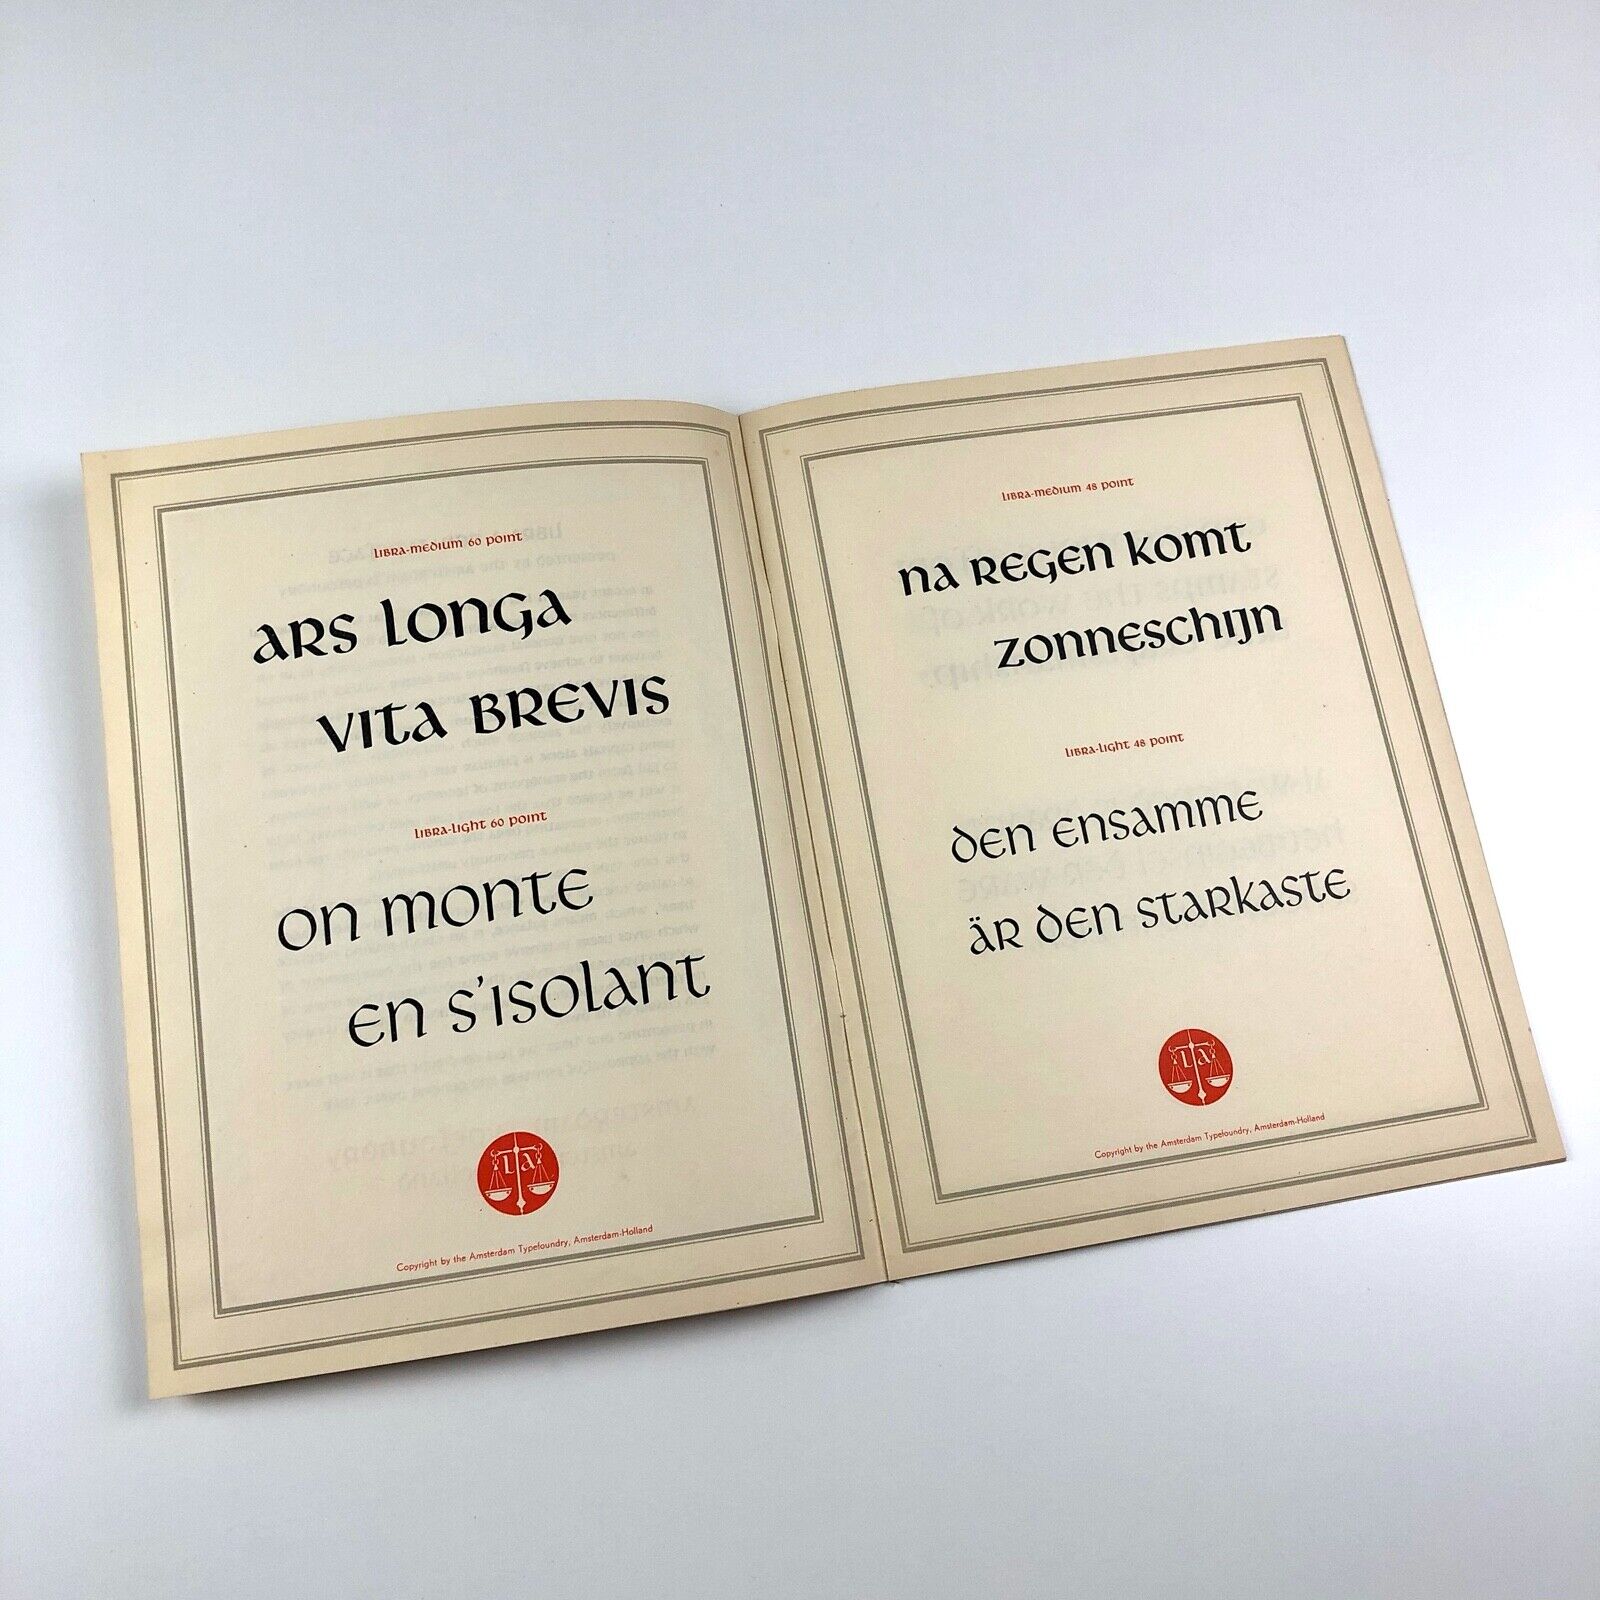 LIBRA-MEDIUM 60 POINT
ARS LONGA
VITA BREVIS
LIBRA-LIGHT 60 POINT
ON MONTE
EN S'ISOLANT
L A
Copyright by the Amsterdam Typefoundry, Amsterdam-Holland
LIBRA-MEDIUM 48 POINT
NA REGEN KOMT
ZONNESCHIJN
LIBRA-LIGHT 48 POINT
DEN ENSAMME
ÄR DEN STARKASTE
L A
Copyright by the Amsterdam Typefoundry, Amsterdam-Holland